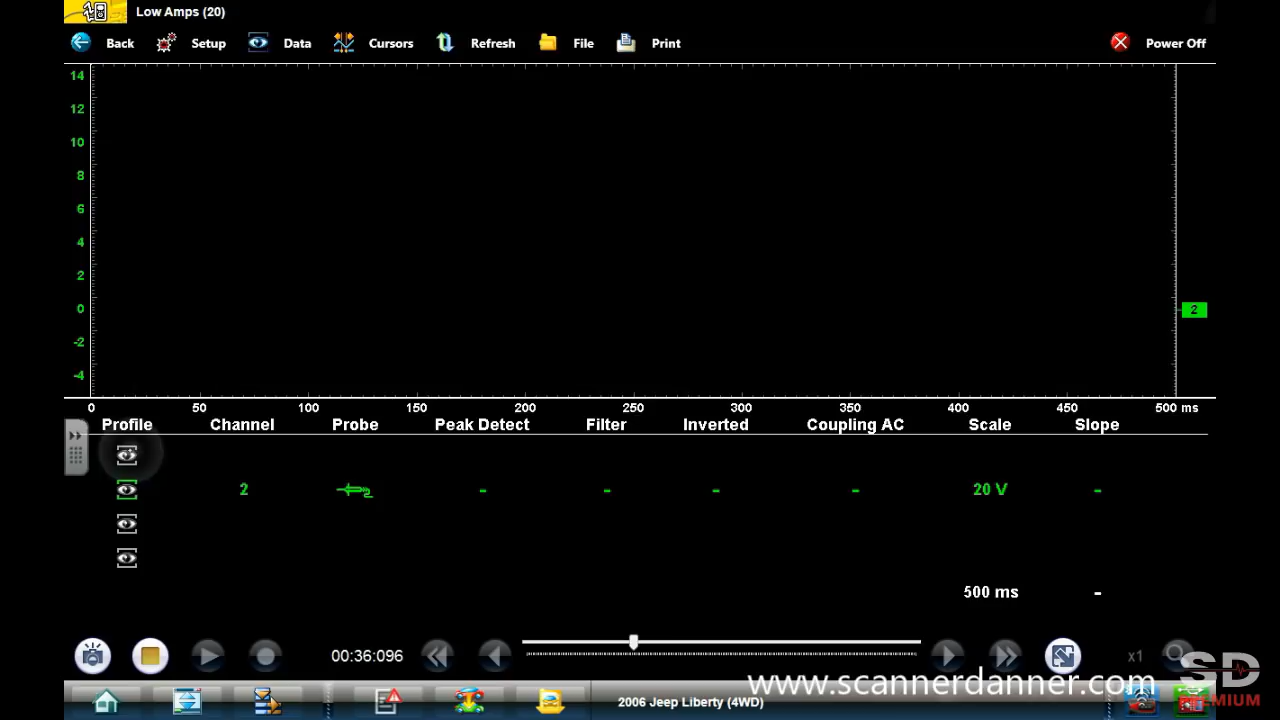 Low Amps (20)
Back Setup Data Cursors Refresh File Print Power Off
14
12
10
8
6
4
2
0
-2
-4
2
0 50 100 150 200 250 300 350 400 450 500 ms
Profile Channel Probe Peak Detect Filter Inverted Coupling AC Scale Slope
2 2 - - - - 20 V -
500 ms -
00:36:096 x1
2006 Jeep Liberty (4WD)
www.scannerdanner.com
SD
PREMIUM